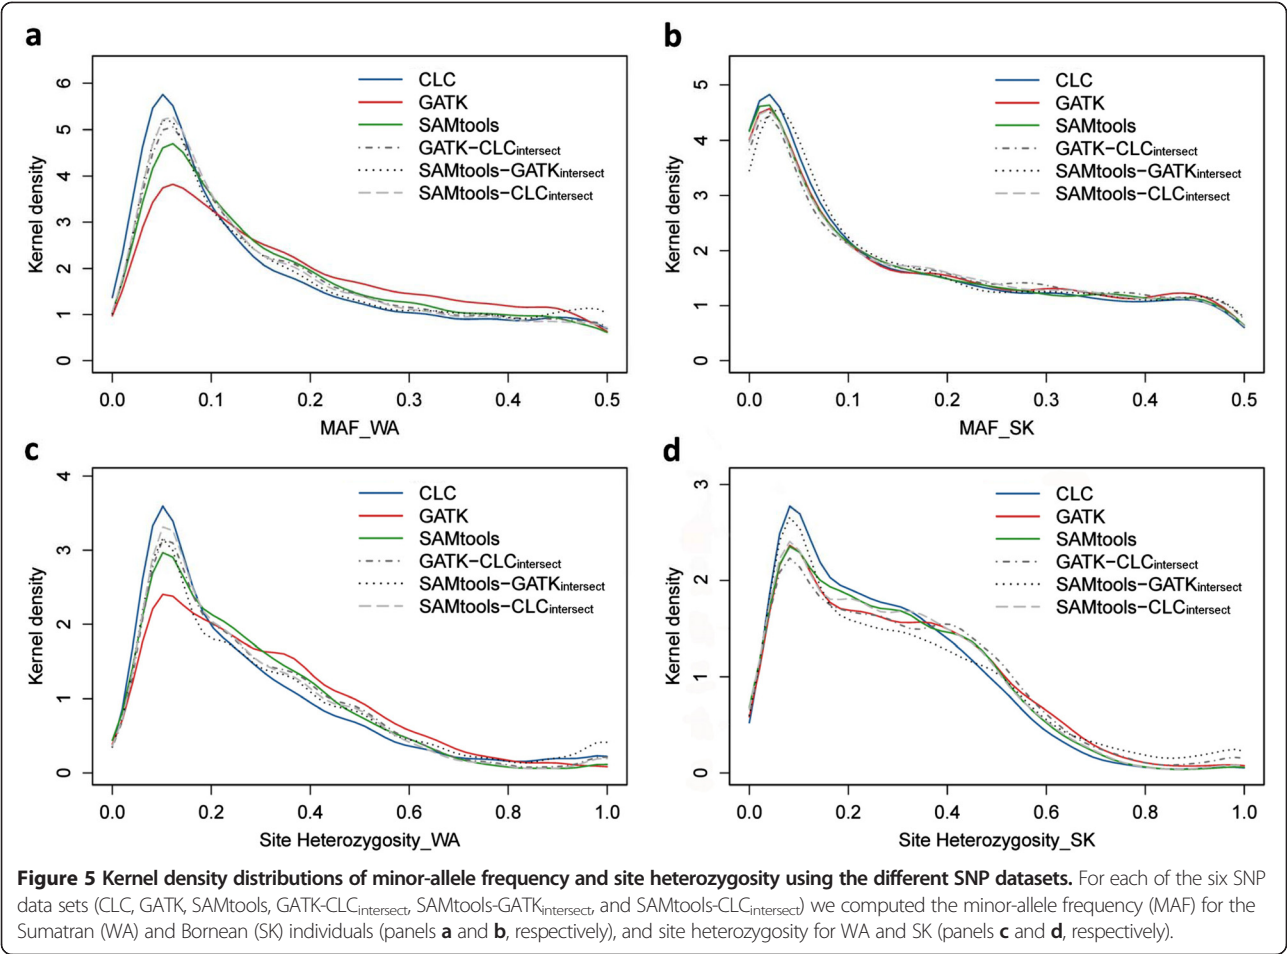 a
6
5
4
3
2
1
0
Kernel density
CLC
GATK
SAMtools
GATK−CLCintersect
SAMtools−GATKintersect
SAMtools−CLCintersect
0.0 0.1 0.2 0.3 0.4 0.5
MAF_WA
b
5
4
3
2
1
0
Kernel density
CLC
GATK
SAMtools
GATK−CLCintersect
SAMtools−GATKintersect
SAMtools−CLCintersect
0.0 0.1 0.2 0.3 0.4 0.5
MAF_SK
c
4
3
2
1
0
Kernel density
CLC
GATK
SAMtools
GATK−CLCintersect
SAMtools−GATKintersect
SAMtools−CLCintersect
0.0 0.2 0.4 0.6 0.8 1.0
Site Heterozygosity_WA
d
3
2
1
0
Kernel density
CLC
GATK
SAMtools
GATK−CLCintersect
SAMtools−GATKintersect
SAMtools−CLCintersect
0.0 0.2 0.4 0.6 0.8 1.0
Site Heterozygosity_SK
Figure 5 Kernel density distributions of minor-allele frequency and site heterozygosity using the different SNP datasets. For each of the six SNP
data sets (CLC, GATK, SAMtools, GATK-CLCintersect, SAMtools-GATKintersect, and SAMtools-CLCintersect) we computed the minor-allele frequency (MAF) for the
Sumatran (WA) and Bornean (SK) individuals (panels a and b, respectively), and site heterozygosity for WA and SK (panels c and d, respectively).